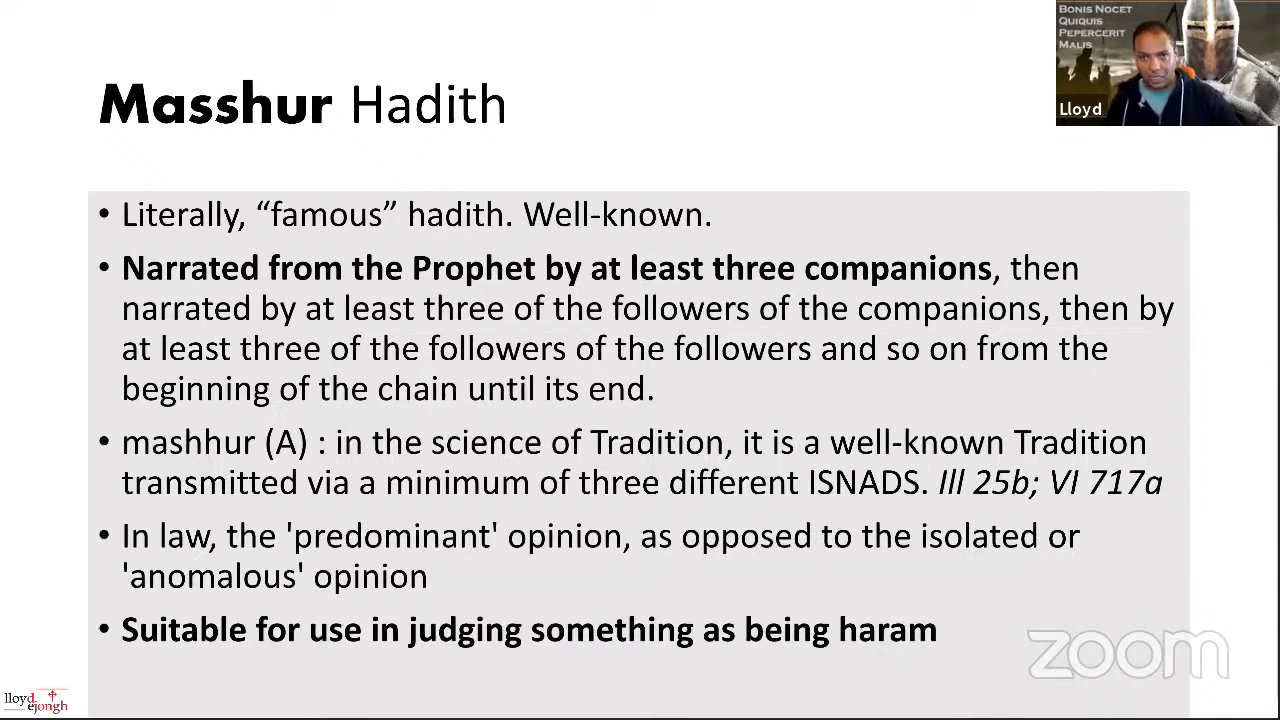 Masshur Hadith
BONIS NOCET
QUIQUIS
PEPERCERIT
MALIS
Lloyd
• Literally, “famous” hadith. Well-known.
• Narrated from the Prophet by at least three companions, then
narrated by at least three of the followers of the companions, then by
at least three of the followers of the followers and so on from the
beginning of the chain until its end.
• mashhur (A) : in the science of Tradition, it is a well-known Tradition
transmitted via a minimum of three different ISNADS. Ill 25b; VI 717a
• In law, the 'predominant' opinion, as opposed to the isolated or
'anomalous' opinion
• Suitable for use in judging something as being haram
zoom
lloyd
ejongh